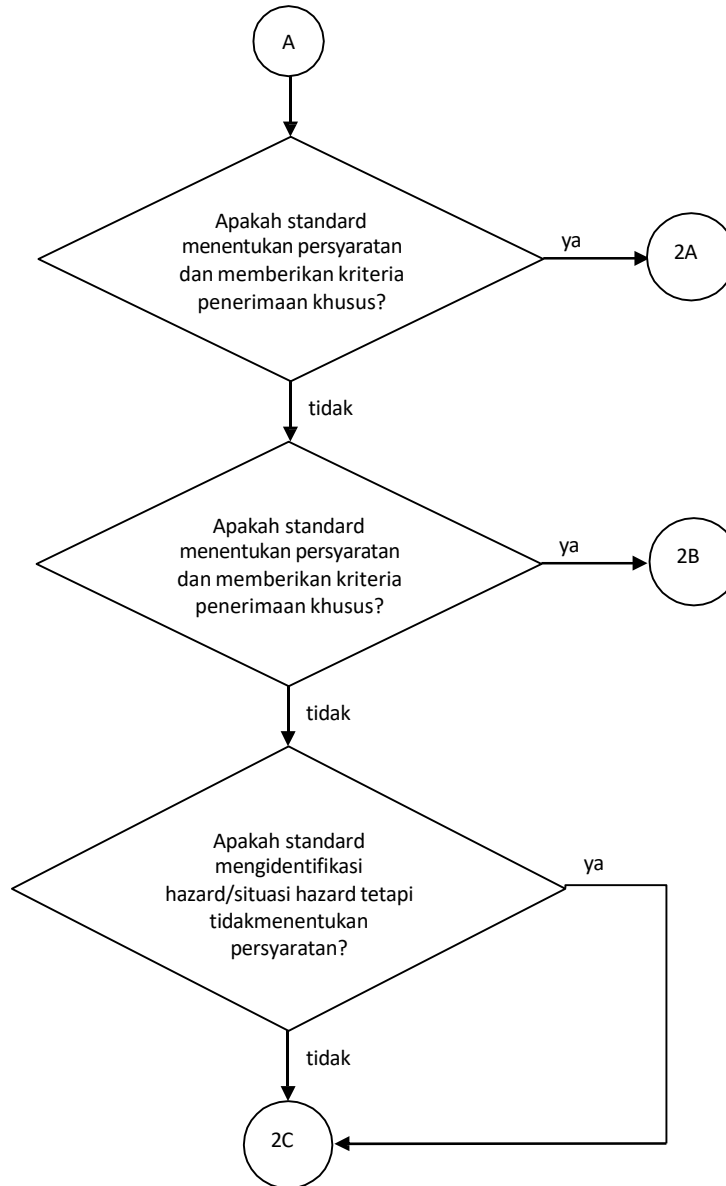 A
Apakah standard
menentukan persyaratan
dan memberikan kriteria
penerimaan khusus?
ya
2A
tidak
Apakah standard
menentukan persyaratan
dan memberikan kriteria
penerimaan khusus?
ya
2B
tidak
Apakah standard
mengidentifikasi
hazard/situasi hazard tetapi
tidakmenentukan
persyaratan?
ya
tidak
2C